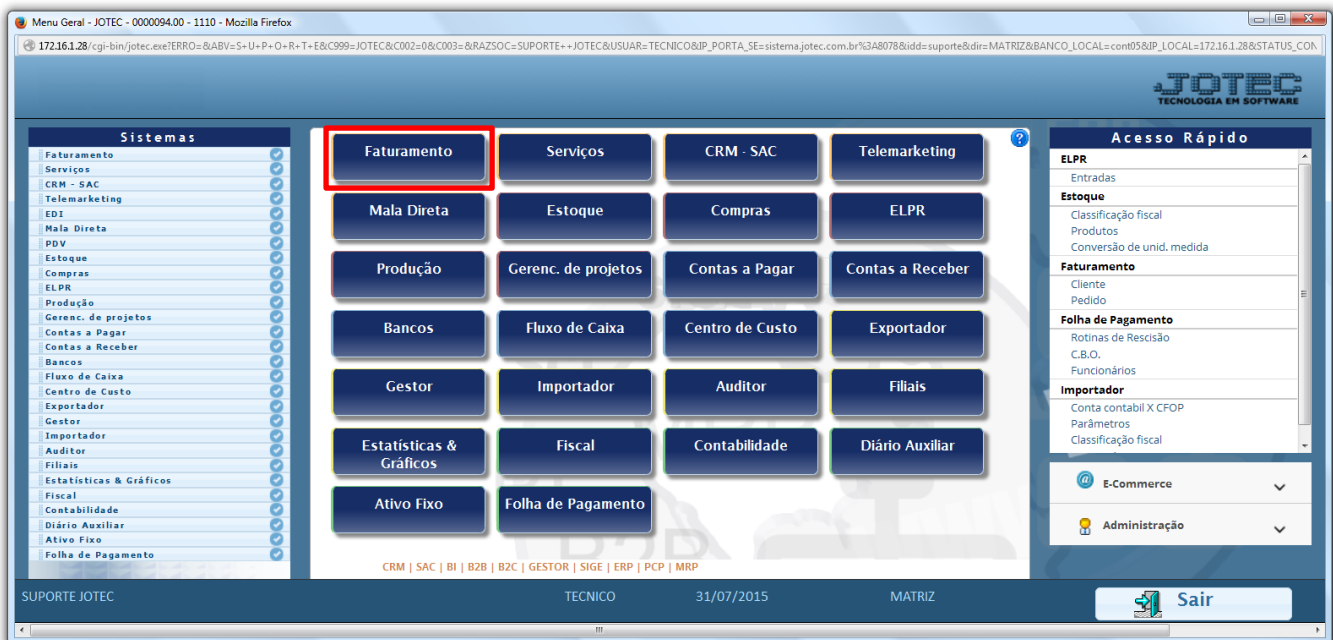 Menu Geral - JOTEC - 0000094.00 - 1110 - Mozilla Firefox
172.16.1.28/cgi-bin/jotec.exe?ERRO=&ABV=S+U+P+O+R+T+E&C999=JOTEC&C002=0&C003=&RAZSOC=SUPORTE++JOTEC&USUAR=TECNICO&IP_PORTA_SE=sistema.jotec.com.br%3A8078&idd=suporte&dir=MATRIZ&BANCO_LOCAL=cont05&IP_LOCAL=172.16.1.28&STATUS_CON
JOTEC
TECNOLOGIA EM SOFTWARE
Sistemas
Faturamento
Serviços
CRM - SAC
Telemarketing
EDI
Mala Direta
PDV
Estoque
Compras
ELPR
Produção
Gerenc. de projetos
Contas a Pagar
Contas a Receber
Bancos
Fluxo de Caixa
Centro de Custo
Exportador
Gestor
Importador
Auditor
Filiais
Estatísticas & Gráficos
Fiscal
Contabilidade
Diário Auxiliar
Ativo Fixo
Folha de Pagamento
Faturamento Serviços CRM - SAC Telemarketing
?
Mala Direta Estoque Compras ELPR
Produção Gerenc. de projetos Contas a Pagar Contas a Receber
Bancos Fluxo de Caixa Centro de Custo Exportador
Gestor Importador Auditor Filiais
Estatísticas & Gráficos Fiscal Contabilidade Diário Auxiliar
Ativo Fixo Folha de Pagamento
CRM | SAC | BI | B2B | B2C | GESTOR | SIGE | ERP | PCP | MRP
Acesso Rápido
ELPR
Entradas
Estoque
Classificação fiscal
Produtos
Conversão de unid. medida
Faturamento
Cliente
Pedido
Folha de Pagamento
Rotinas de Rescisão
C.B.O.
Funcionários
Importador
Conta contabil X CFOP
Parâmetros
Classificação fiscal
@ E-Commerce
Administração
SUPORTE JOTEC TECNICO 31/07/2015 MATRIZ
Sair